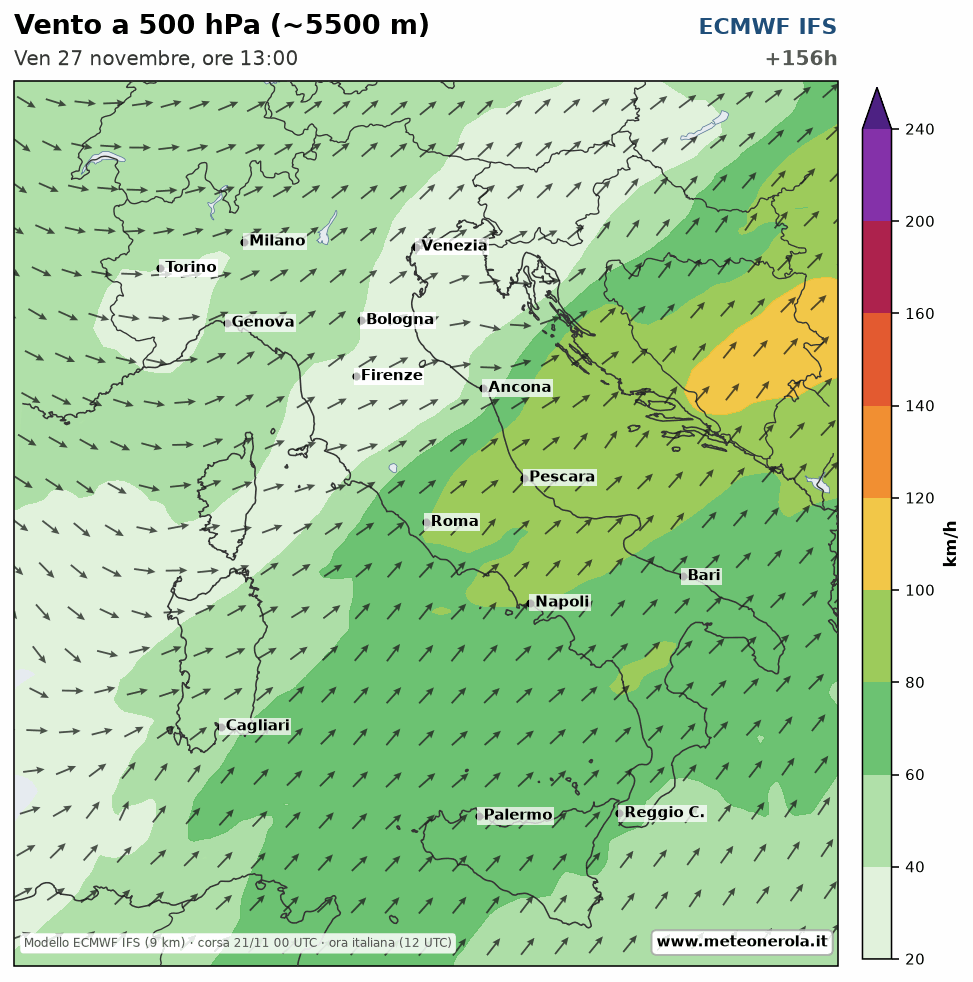 Vento a 500 hPa (~5500 m)
ECMWF IFS
Ven 27 novembre, ore 13:00
+156h
240
200
160
140
120
100
80
60
40
20
km/h
Milano
Venezia
Torino
Genova
Bologna
Firenze
Ancona
Pescara
Roma
Bari
Napoli
Cagliari
Palermo
Reggio C.
Modello ECMWF IFS (9 km) · corsa 21/11 00 UTC · ora italiana (12 UTC)
www.meteonerola.it